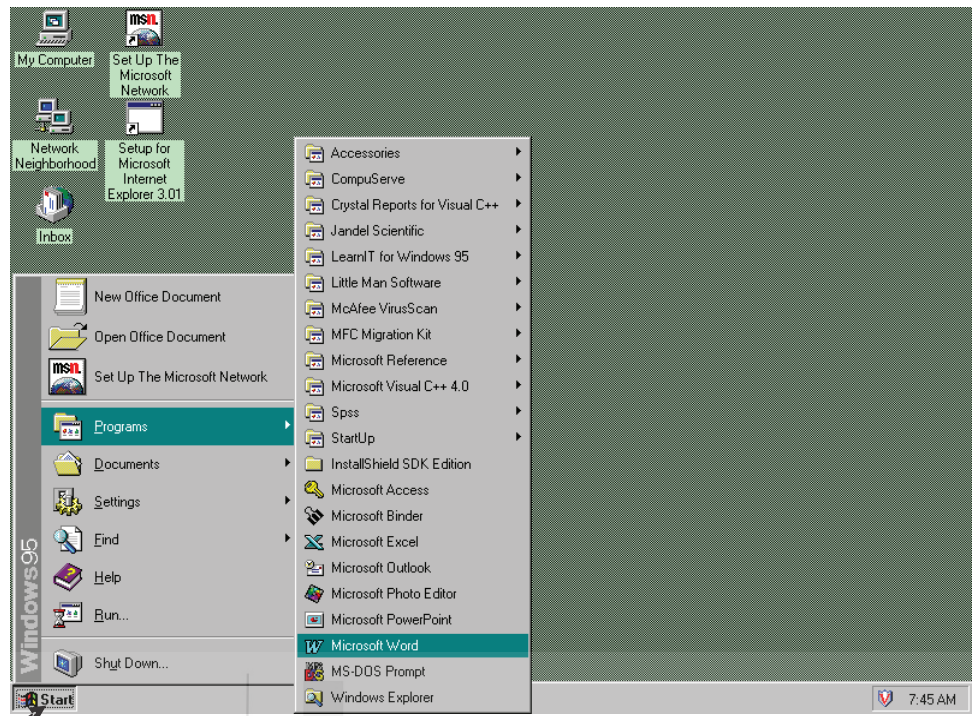 My Computer
msn.
Set Up The
Microsoft
Network
Network
Neighborhood
Setup for
Microsoft
Internet
Explorer 3.01
Inbox
New Office Document
Open Office Document
msn.
Set Up The Microsoft Network
Programs
Documents
Settings
Find
Help
Run...
Shut Down...
Windows95
Accessories
CompuServe
Crystal Reports for Visual C++
Jandel Scientific
LearnIT for Windows 95
Little Man Software
McAfee VirusScan
MFC Migration Kit
Microsoft Reference
Microsoft Visual C++ 4.0
Spss
StartUp
InstallShield SDK Edition
Microsoft Access
Microsoft Binder
Microsoft Excel
Microsoft Outlook
Microsoft Photo Editor
Microsoft PowerPoint
Microsoft Word
MS-DOS Prompt
Windows Explorer
Start
7:45 AM